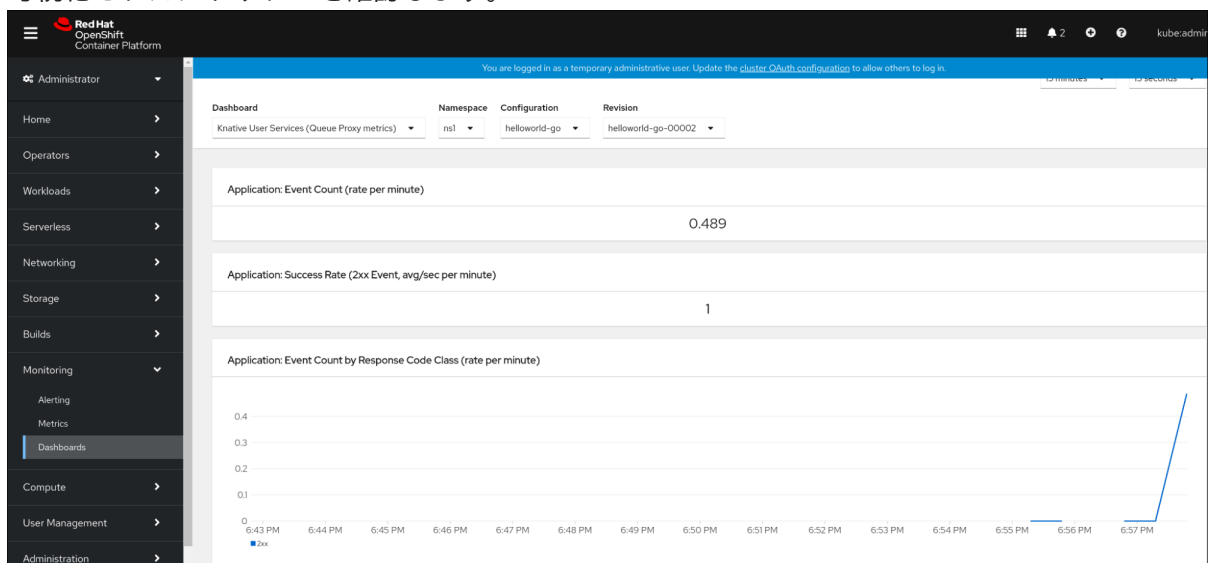 Red Hat
OpenShift
Container Platform
2
kube:admin
Administrator
You are logged in as a temporary administrative user. Update the cluster OAuth configuration to allow others to log in.
Home
Operators
Workloads
Serverless
Networking
Storage
Builds
Monitoring
Alerting
Metrics
Dashboards
Compute
User Management
Administration
Dashboard
Namespace
Configuration
Revision
Knative User Services (Queue Proxy metrics)
ns1
helloworld-go
helloworld-go-00002
Application: Event Count (rate per minute)
0.489
Application: Success Rate (2xx Event, avg/sec per minute)
1
Application: Event Count by Response Code Class (rate per minute)
0.4
0.3
0.2
0.1
0
6:43 PM 6:44 PM 6:45 PM 6:46 PM 6:47 PM 6:48 PM 6:49 PM 6:50 PM 6:51 PM 6:52 PM 6:53 PM 6:54 PM 6:55 PM 6:56 PM 6:57 PM
2xx